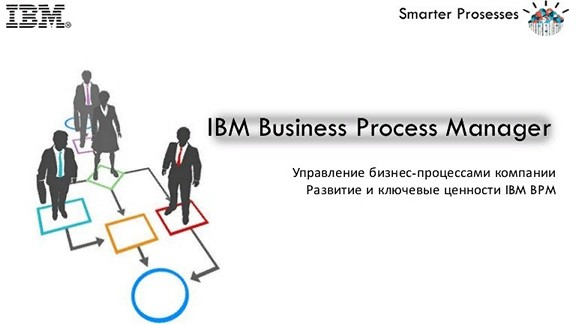 IBM®
Smarter Prosesses
IBM Business Process Manager
Управление бизнес-процессами компании
Развитие и ключевые ценности IBM BPM